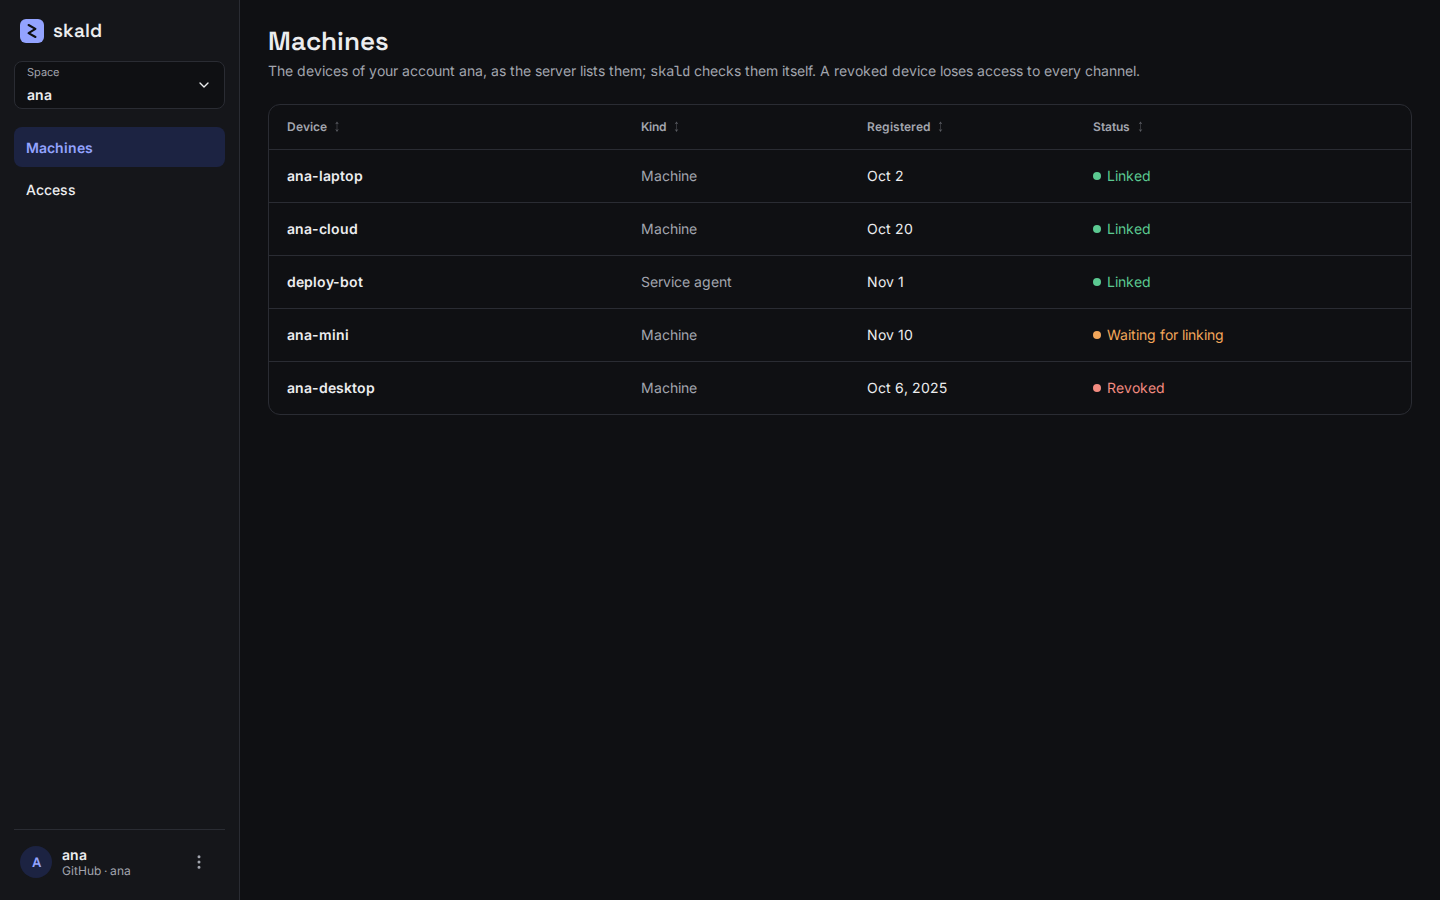 skald
Space
ana
Machines
Access
ana
GitHub · ana
A
Machines
The devices of your account ana, as the server lists them; skald checks them itself. A revoked device loses access to every channel.
Device Kind Registered Status
ana-laptop Machine Oct 2 Linked
ana-cloud Machine Oct 20 Linked
deploy-bot Service agent Nov 1 Linked
ana-mini Machine Nov 10 Waiting for linking
ana-desktop Machine Oct 6, 2025 Revoked